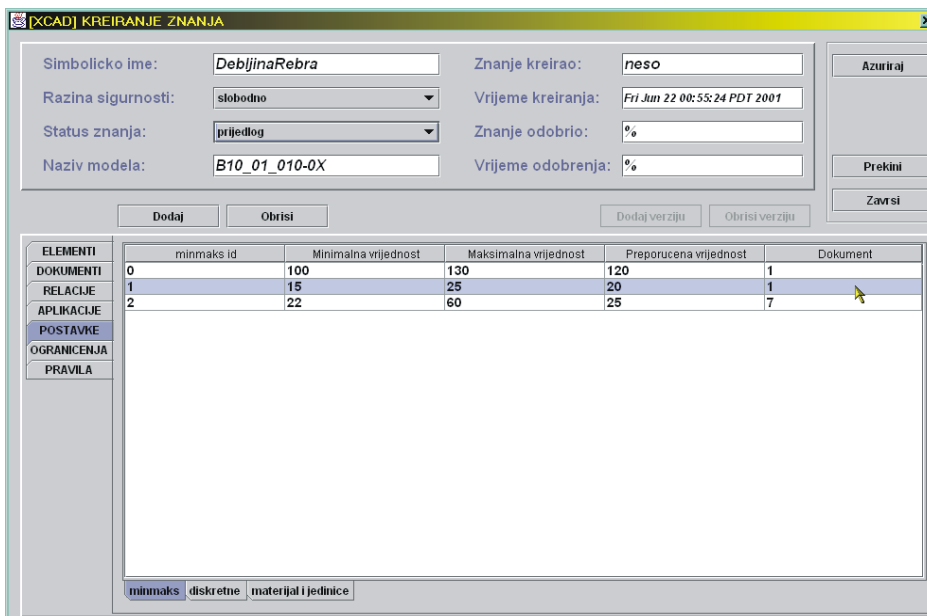 [XCAD] KREIRANJE ZNANJA
Simbolicko ime: DebljinaRebra Znanje kreirao: neso Azuriraj
Razina sigurnosti: slobodno Vrijeme kreiranja: Fri Jun 22 00:55:24 PDT 2001
Status znanja: prijedlog Znanje odobrio: %
Naziv modela: B10_01_010-0X Vrijeme odobrenja: % Prekini
Zavrsi
Dodaj Obrisi Dodaj verziju Obrisi verziju
ELEMENTI
DOKUMENTI
RELACIJE
APLIKACIJE
POSTAVKE
OGRANICENJA
PRAVILA
minmaks id Minimalna vrijednost Maksimalna vrijednost Preporucena vrijednost Dokument
0 100 130 120 1
1 15 25 20 1
2 22 60 25 7
minmaks diskretne materijal i jedinice